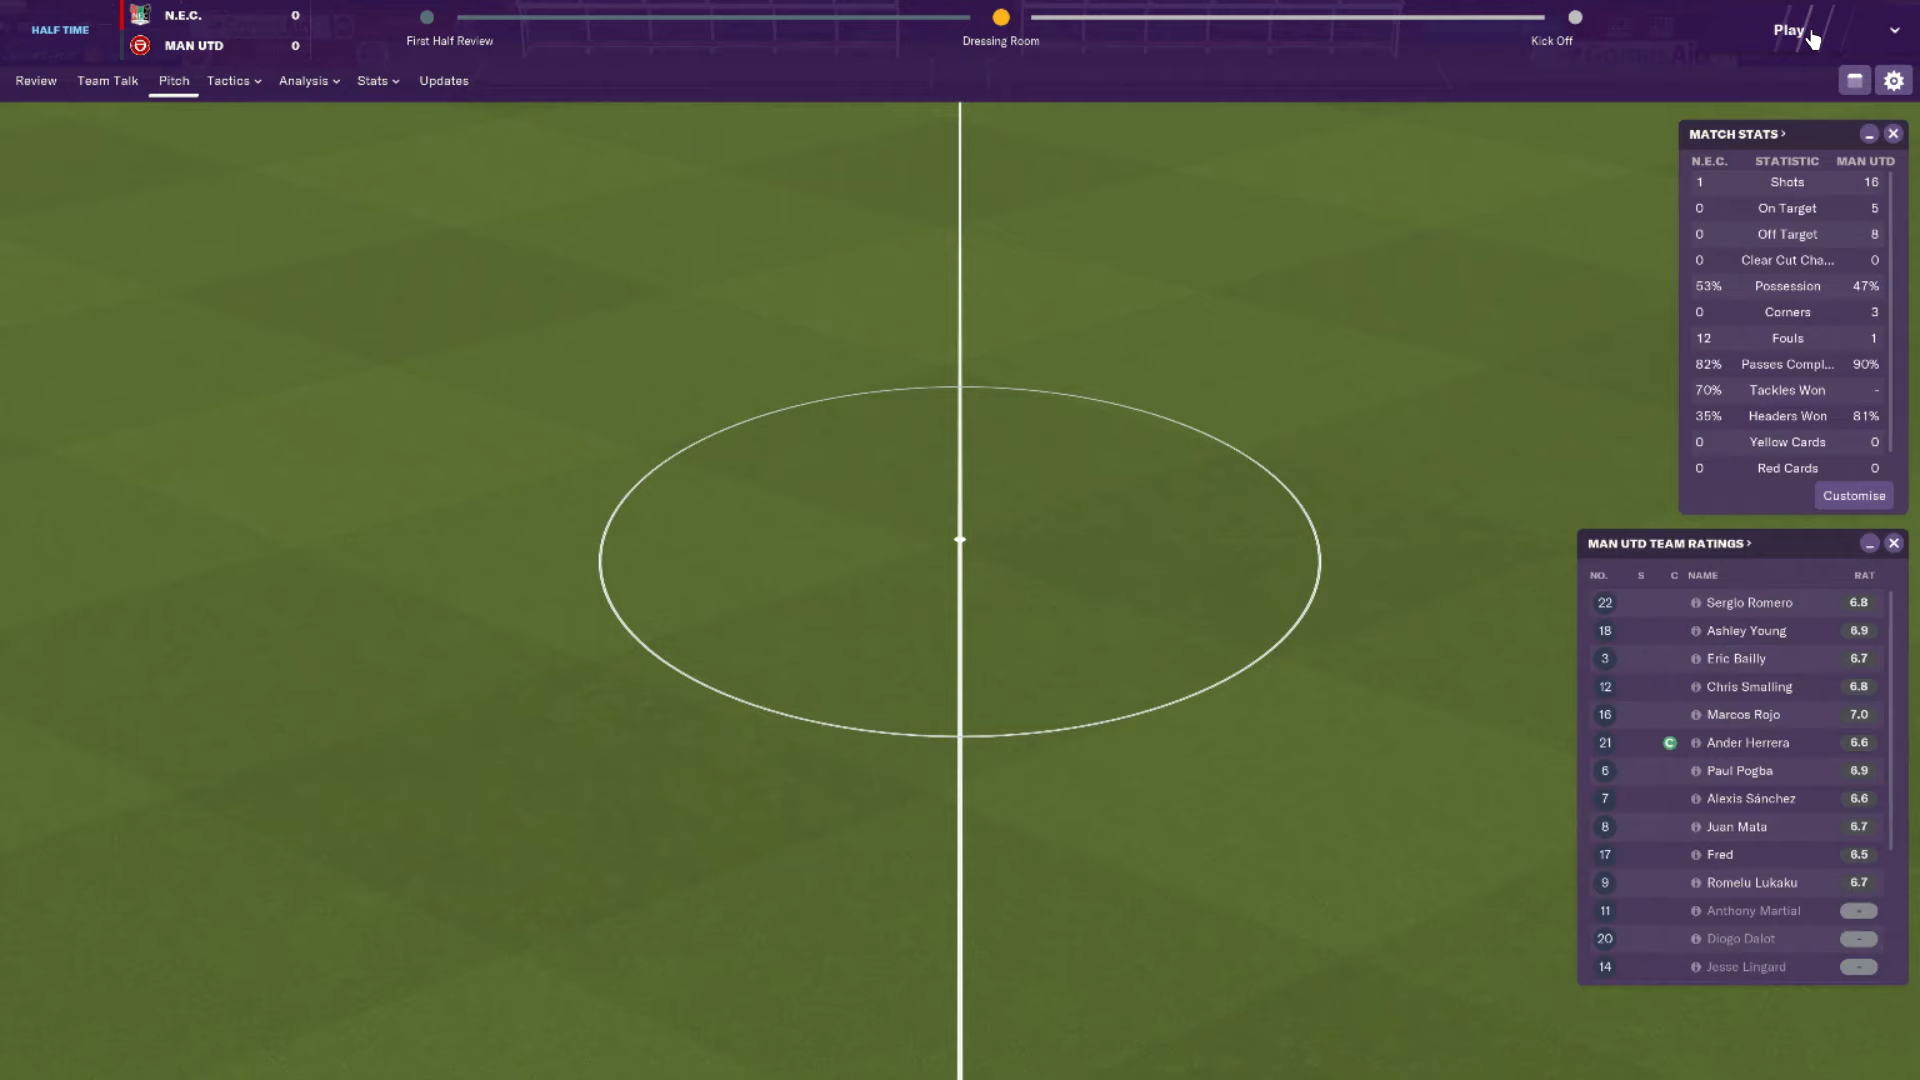 HALF TIME
N.E.C. 0
MAN UTD 0
First Half Review
Dressing Room
Kick Off
Play
Review Team Talk Pitch Tactics Analysis Stats Updates
MATCH STATS
N.E.C. STATISTIC MAN UTD
1 Shots 16
0 On Target 5
0 Off Target 8
0 Clear Cut Cha... 0
53% Possession 47%
0 Corners 3
12 Fouls 1
82% Passes Compl... 90%
70% Tackles Won -
35% Headers Won 81%
0 Yellow Cards 0
0 Red Cards 0
Customise
MAN UTD TEAM RATINGS
NO. S C NAME RAT
22 Sergio Romero 6.8
18 Ashley Young 6.9
3 Eric Bailly 6.7
12 Chris Smalling 6.8
16 Marcos Rojo 7.0
21 C Ander Herrera 6.6
6 Paul Pogba 6.9
7 Alexis Sánchez 6.6
8 Juan Mata 6.7
17 Fred 6.5
9 Romelu Lukaku 6.7
11 Anthony Martial -
20 Diogo Dalot -
14 Jesse Lingard -